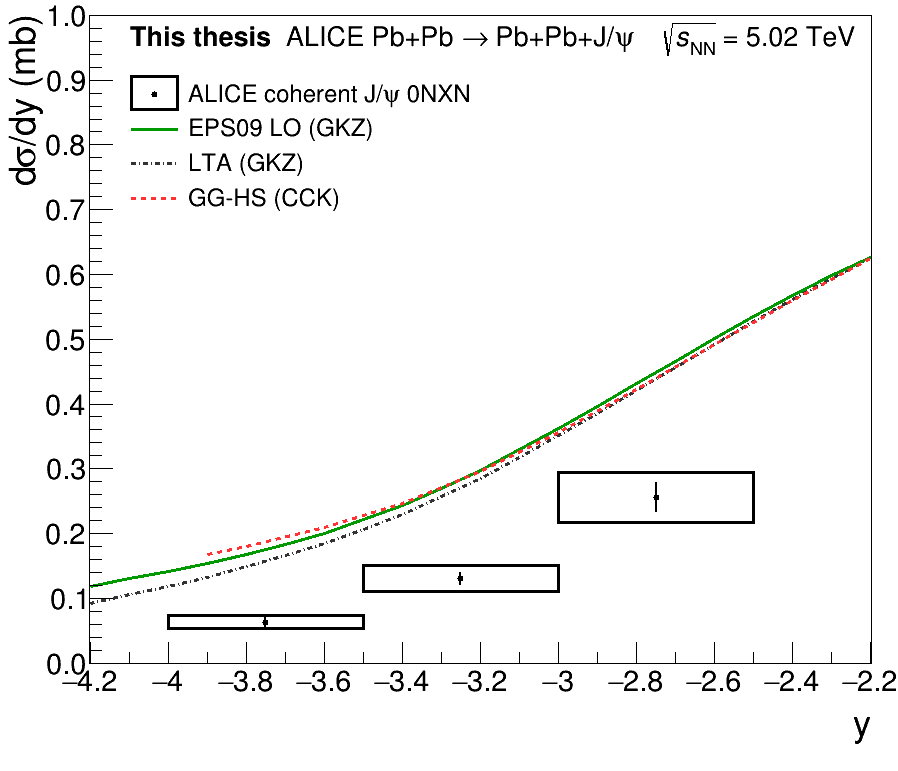 This thesis ALICE Pb+Pb → Pb+Pb+J/ψ √sNN = 5.02 TeV
ALICE coherent J/ψ 0NXN
EPS09 LO (GKZ)
LTA (GKZ)
GG-HS (CCK)
dσ/dy (mb)
1.0
0.9
0.8
0.7
0.6
0.5
0.4
0.3
0.2
0.1
0.0
−4.2 −4 −3.8 −3.6 −3.4 −3.2 −3 −2.8 −2.6 −2.4 −2.2
y